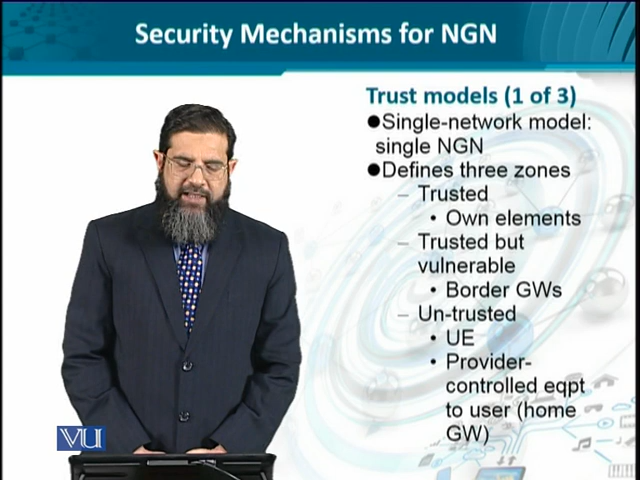 Security Mechanisms for NGN
Trust models (1 of 3)
●Single-network model:
single NGN
●Defines three zones
– Trusted
• Own elements
– Trusted but
vulnerable
• Border GWs
– Un-trusted
• UE
• Provider-
controlled eqpt
to user (home
GW)
VU